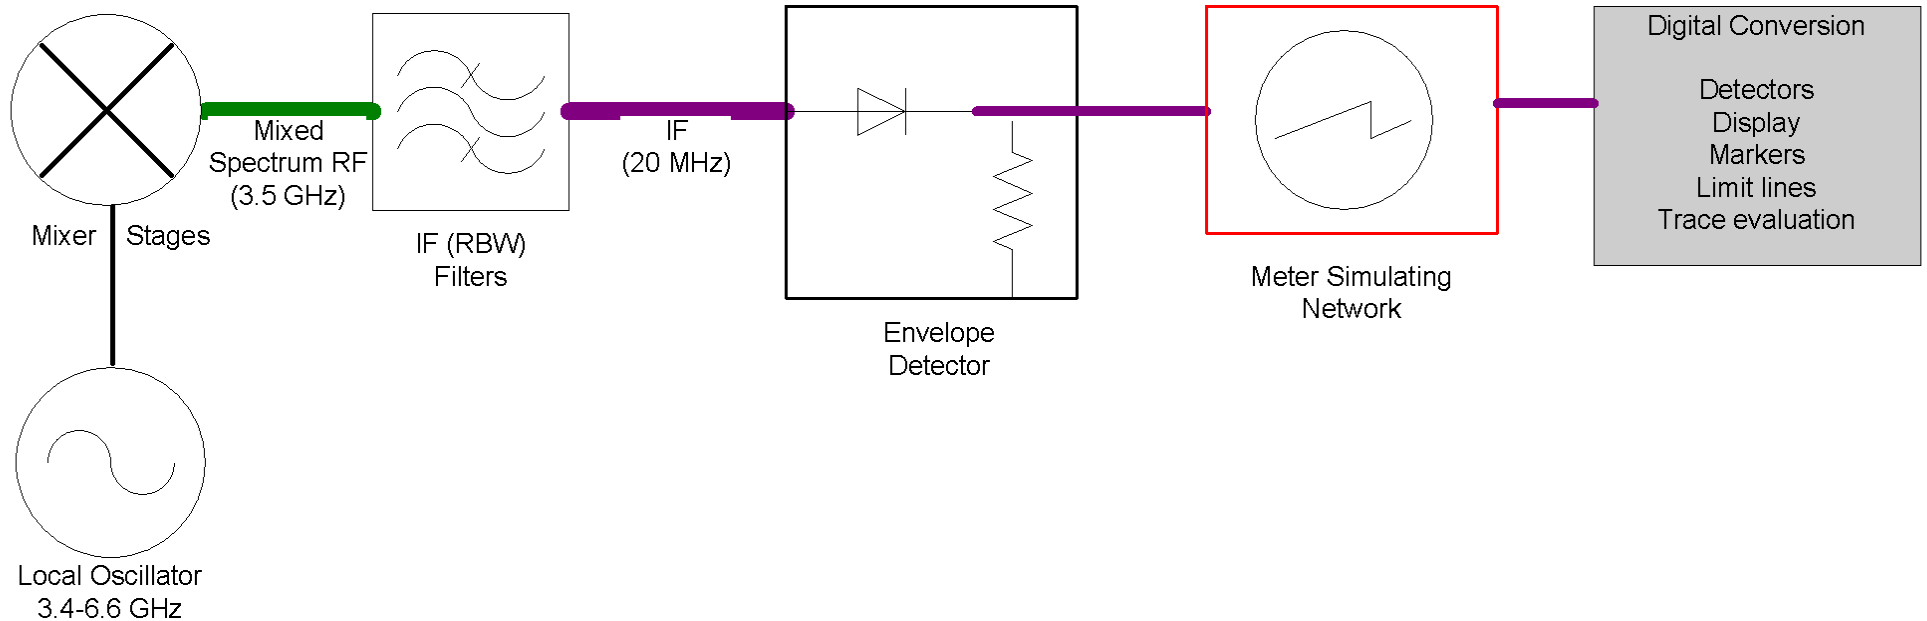 Mixer Stages
Local Oscillator
3.4-6.6 GHz
Mixed
Spectrum RF
(3.5 GHz)
IF (RBW)
Filters
IF
(20 MHz)
Envelope
Detector
Meter Simulating
Network
Digital Conversion
Detectors
Display
Markers
Limit lines
Trace evaluation